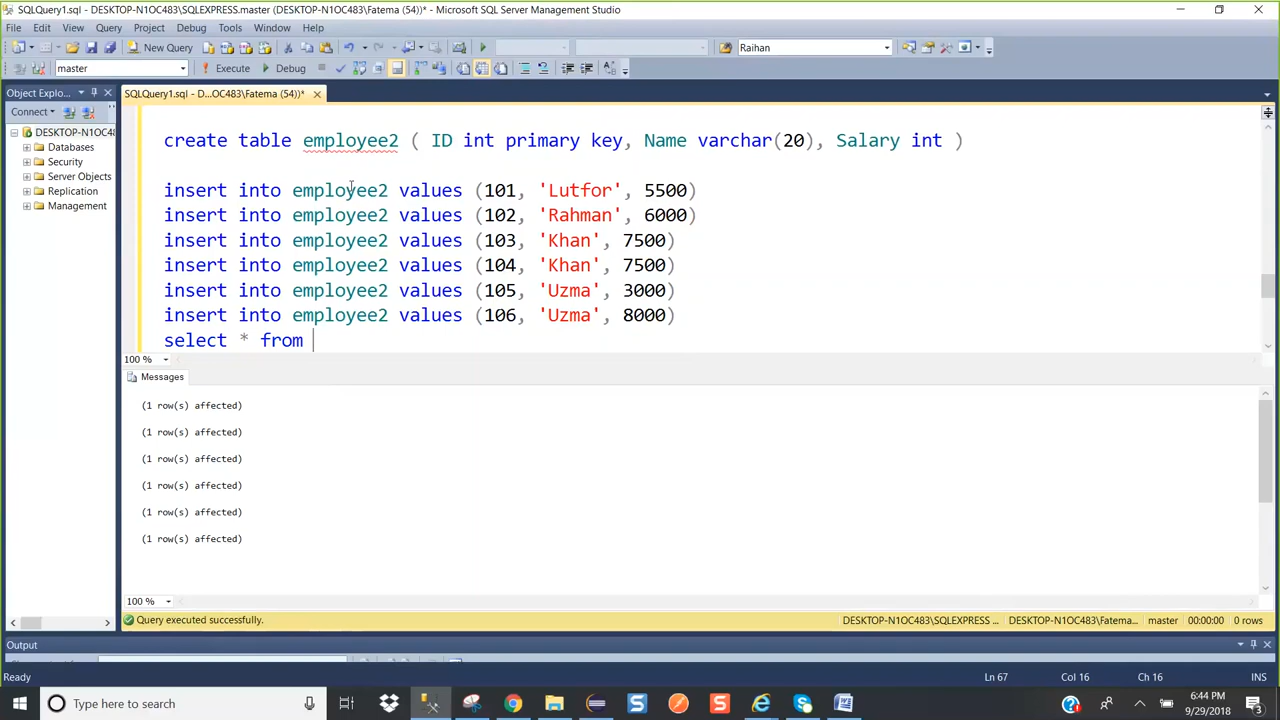 SQLQuery1.sql - DESKTOP-N1OC483\SQLEXPRESS.master (DESKTOP-N1OC483\Fatema (54))* - Microsoft SQL Server Management Studio
File Edit View Query Project Debug Tools Window Help
New Query Raihan
master Execute Debug
Object Explo... SQLQuery1.sql - D...OC483\Fatema (54))*
Connect
DESKTOP-N1OC48
Databases
Security
Server Objects
Replication
Management
create table employee2 ( ID int primary key, Name varchar(20), Salary int )
insert into employee2 values (101, 'Lutfor', 5500)
insert into employee2 values (102, 'Rahman', 6000)
insert into employee2 values (103, 'Khan', 7500)
insert into employee2 values (104, 'Khan', 7500)
insert into employee2 values (105, 'Uzma', 3000)
insert into employee2 values (106, 'Uzma', 8000)
select * from
100 %
Messages
(1 row(s) affected)
(1 row(s) affected)
(1 row(s) affected)
(1 row(s) affected)
(1 row(s) affected)
(1 row(s) affected)
100 %
Query executed successfully. DESKTOP-N1OC483\SQLEXPRESS ... DESKTOP-N1OC483\Fatema... master 00:00:00 0 rows
Output
Ready Ln 67 Col 16 Ch 16 INS
Type here to search
6:44 PM
9/29/2018
3